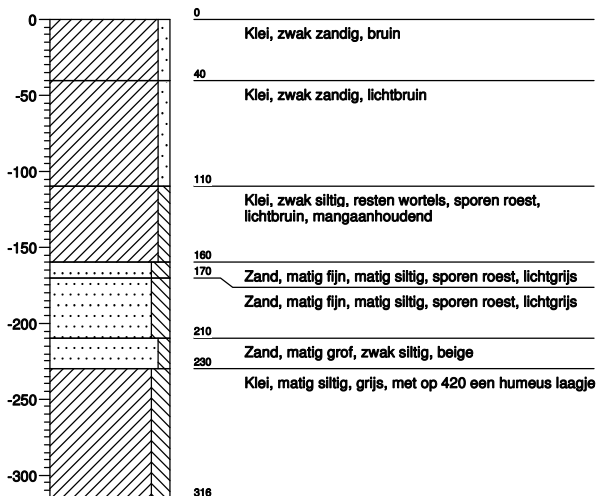 0
0
Klei, zwak zandig, bruin
40
-50
Klei, zwak zandig, lichtbruin
-100
110
Klei, zwak siltig, resten wortels, sporen roest,
lichtbruin, mangaanhoudend
-150
160
170
Zand, matig fijn, matig siltig, sporen roest, lichtgrijs
Zand, matig fijn, matig siltig, sporen roest, lichtgrijs
-200
210
Zand, matig grof, zwak siltig, beige
230
Klei, matig siltig, grijs, met op 420 een humeus laagje
-250
-300
316